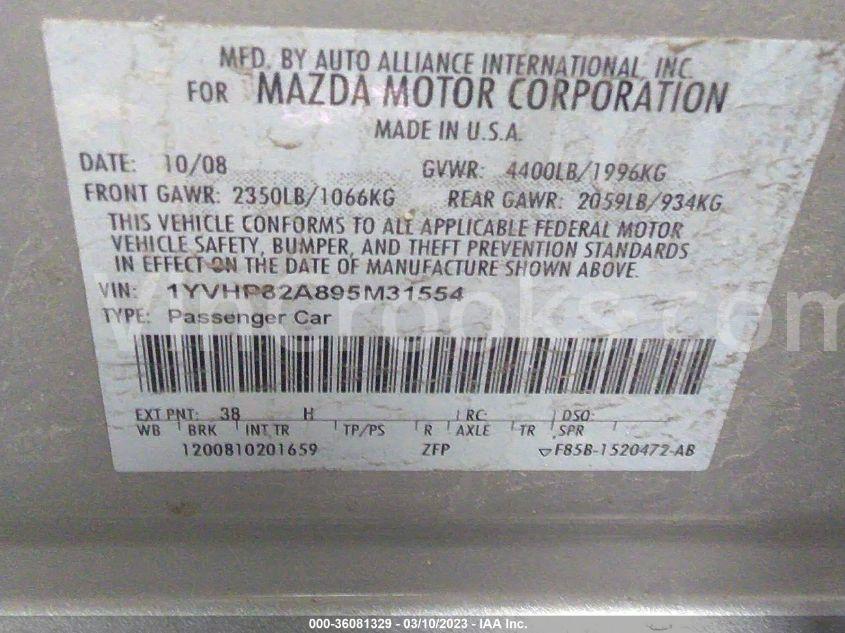 MFD. BY AUTO ALLIANCE INTERNATIONAL, INC.
FOR MAZDA MOTOR CORPORATION
MADE IN U.S.A.
DATE: 10/08 GVWR: 4400LB/1996KG
FRONT GAWR: 2350LB/1066KG REAR GAWR: 2059LB/934KG
THIS VEHICLE CONFORMS TO ALL APPLICABLE FEDERAL MOTOR
VEHICLE SAFETY, BUMPER, AND THEFT PREVENTION STANDARDS
IN EFFECT ON THE DATE OF MANUFACTURE SHOWN ABOVE.
VIN: 1YVHP82A895M31554
TYPE: Passenger Car
EXT PNT: 38 H RC: DSO:
WB BRK INT TR TP/PS R AXLE TR SPR
1200810201659 ZFP F85B-1520472-AB
000-36081329 - 03/10/2023 - IAA Inc.